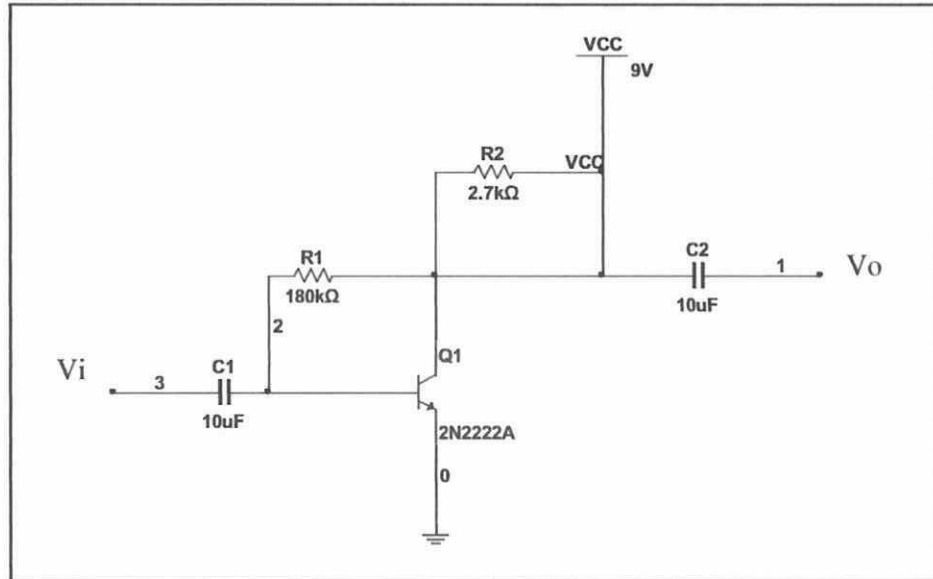 VCC
9V
R2
VCC
2.7kΩ
R1
180kΩ
C2
1
Vo
10uF
2
Q1
Vi
3
C1
10uF
2N2222A
0